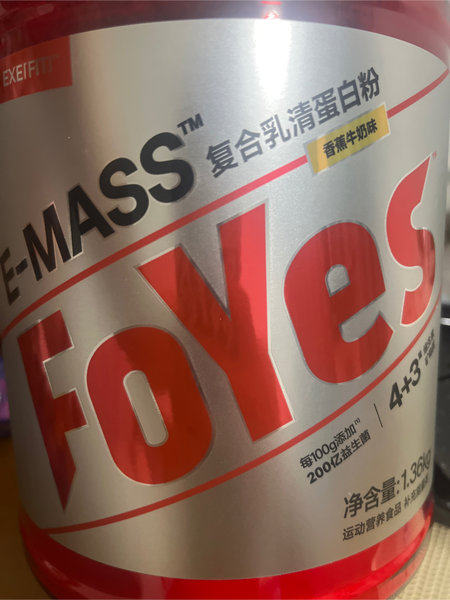 EXEIFIT™
E-MASS™
复合乳清蛋白粉
香蕉牛奶味
FoYes
每100g添加
200亿益生菌
4+3
净含量:1.36kg
运动营养食品